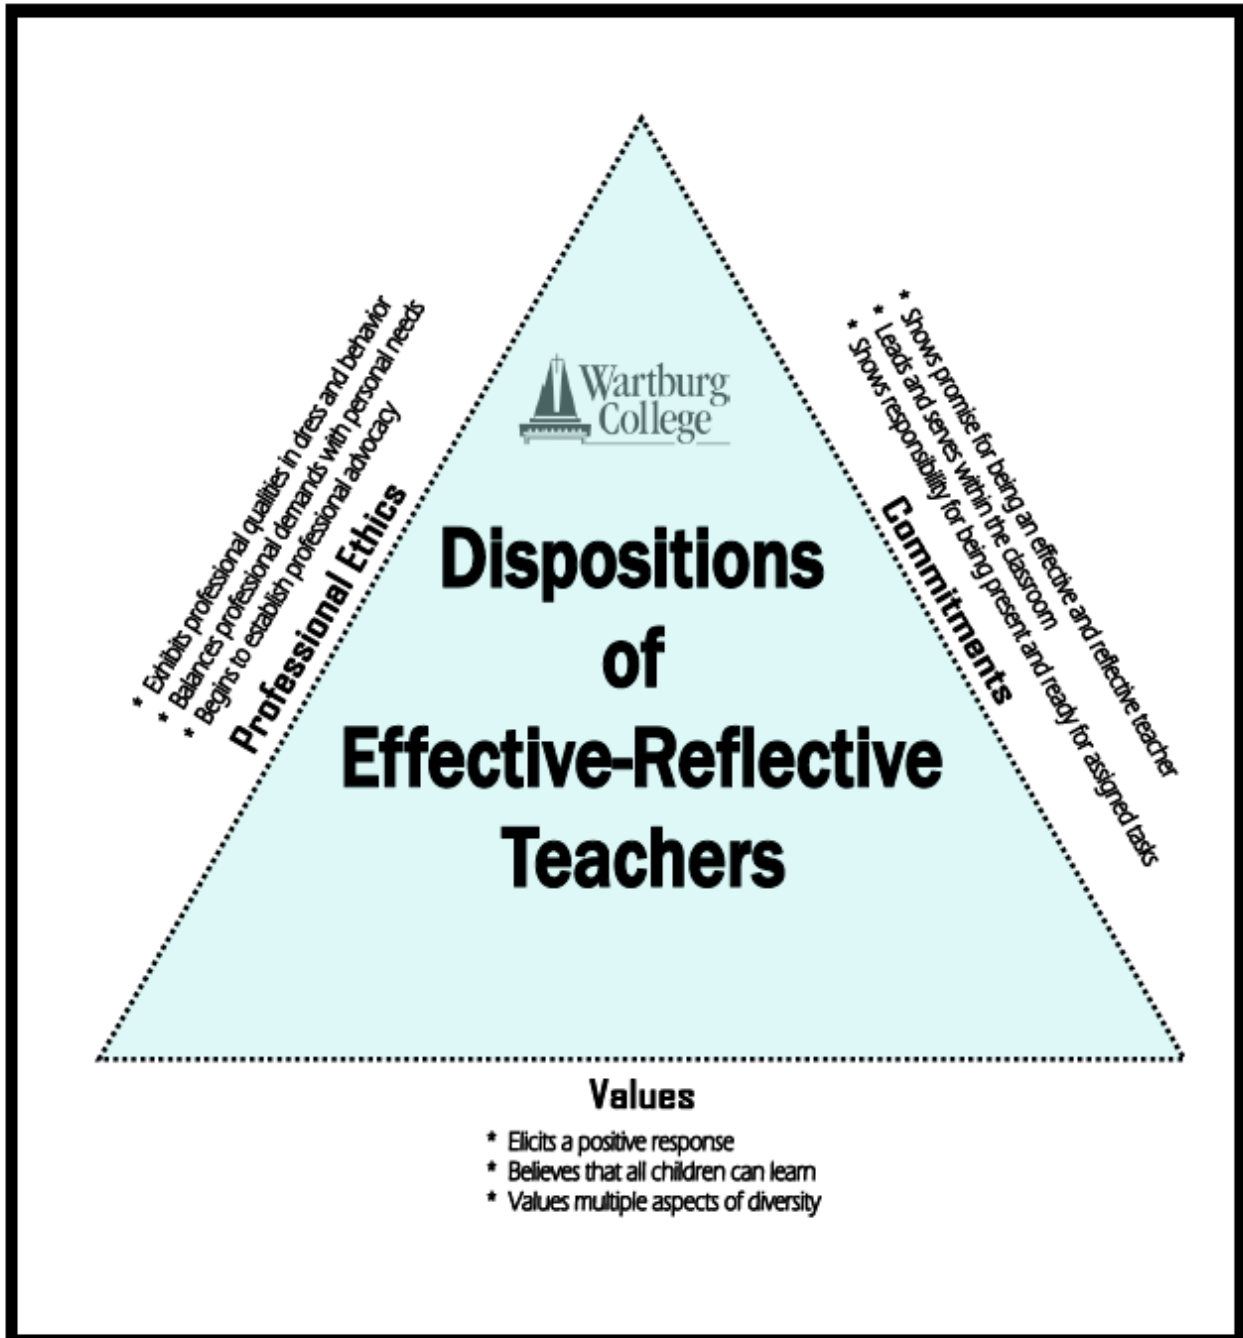 Wartburg
College
Dispositions
of
Effective-Reflective
Teachers
* Exhibits professional qualities in dress and behavior
* Balances professional demands with personal needs
* Begins to establish professional advocacy
Professional Ethics
* Shows promise for being an effective and reflective teacher
* Leads and serves within the classroom
* Shows responsibility for being present and ready for assigned tasks
Commitments
Values
* Elicits a positive response
* Believes that all children can learn
* Values multiple aspects of diversity